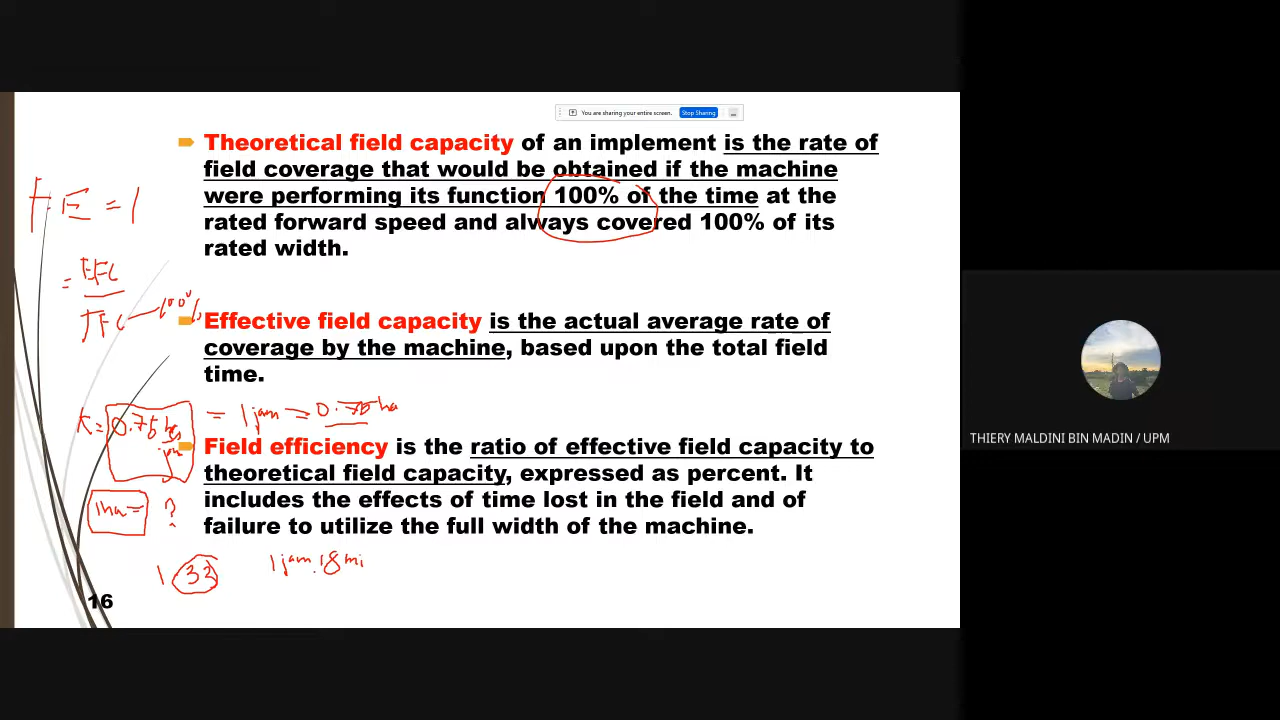 You are sharing your entire screen. Stop Sharing
Theoretical field capacity of an implement is the rate of
field coverage that would be obtained if the machine
were performing its function 100% of the time at the
rated forward speed and always covered 100% of its
rated width.
FE = 1
= EFC
TFC 100%
Effective field capacity is the actual average rate of
coverage by the machine, based upon the total field
time.
K = 0.75 = 1 jam = 0.75 ha
jam
Field efficiency is the ratio of effective field capacity to
theoretical field capacity, expressed as percent. It
includes the effects of time lost in the field and of
failure to utilize the full width of the machine.
1ha = ?
1 33 1 jam 18 mi
16
THIERY MALDINI BIN MADIN / UPM